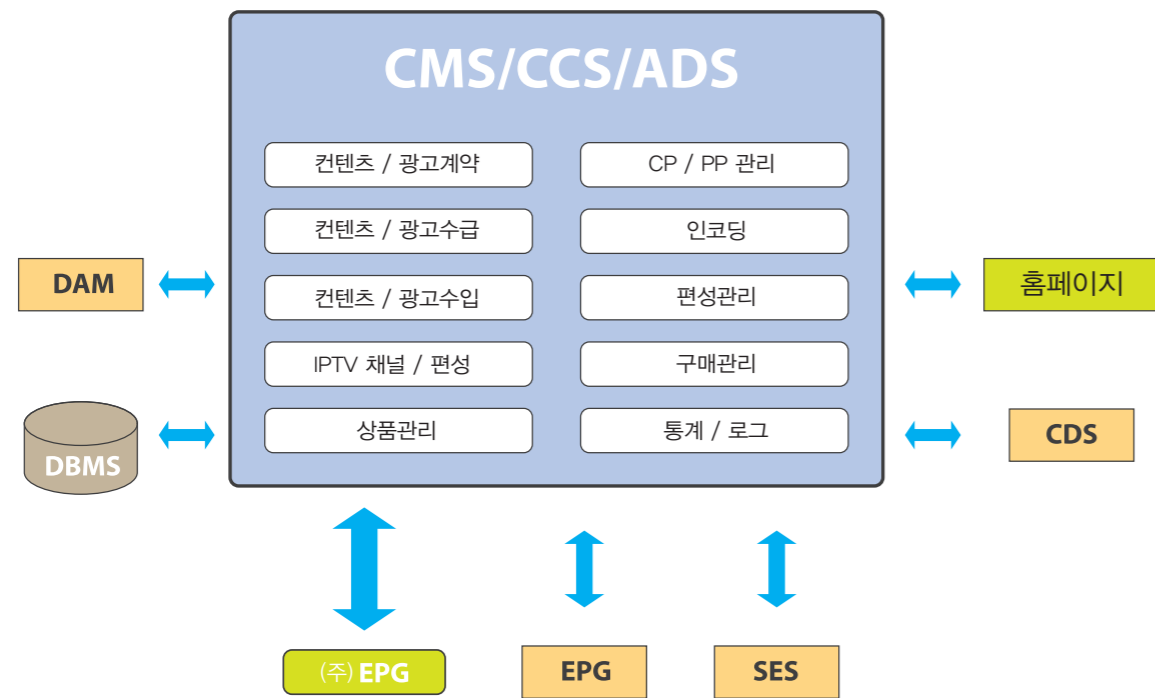 CMS/CCS/ADS
컨텐츠 / 광고계약
CP / PP 관리
컨텐츠 / 광고수급
인코딩
DAM
컨텐츠 / 광고수입
편성관리
홈페이지
IPTV 채널 / 편성
구매관리
DBMS
상품관리
통계 / 로그
CDS
(주) EPG
EPG
SES